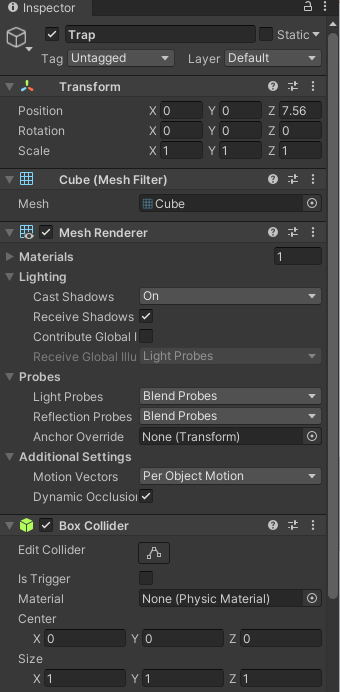 Inspector
Trap
Static
Tag Untagged Layer Default
Transform
Position X 0 Y 0 Z 7.56
Rotation X 0 Y 0 Z 0
Scale X 1 Y 1 Z 1
Cube (Mesh Filter)
Mesh Cube
Mesh Renderer
Materials 1
Lighting
Cast Shadows On
Receive Shadows
Contribute Global I
Receive Global Illu Light Probes
Probes
Light Probes Blend Probes
Reflection Probes Blend Probes
Anchor Override None (Transform)
Additional Settings
Motion Vectors Per Object Motion
Dynamic Occlusion
Box Collider
Edit Collider
Is Trigger
Material None (Physic Material)
Center
X 0 Y 0 Z 0
Size
X 1 Y 1 Z 1